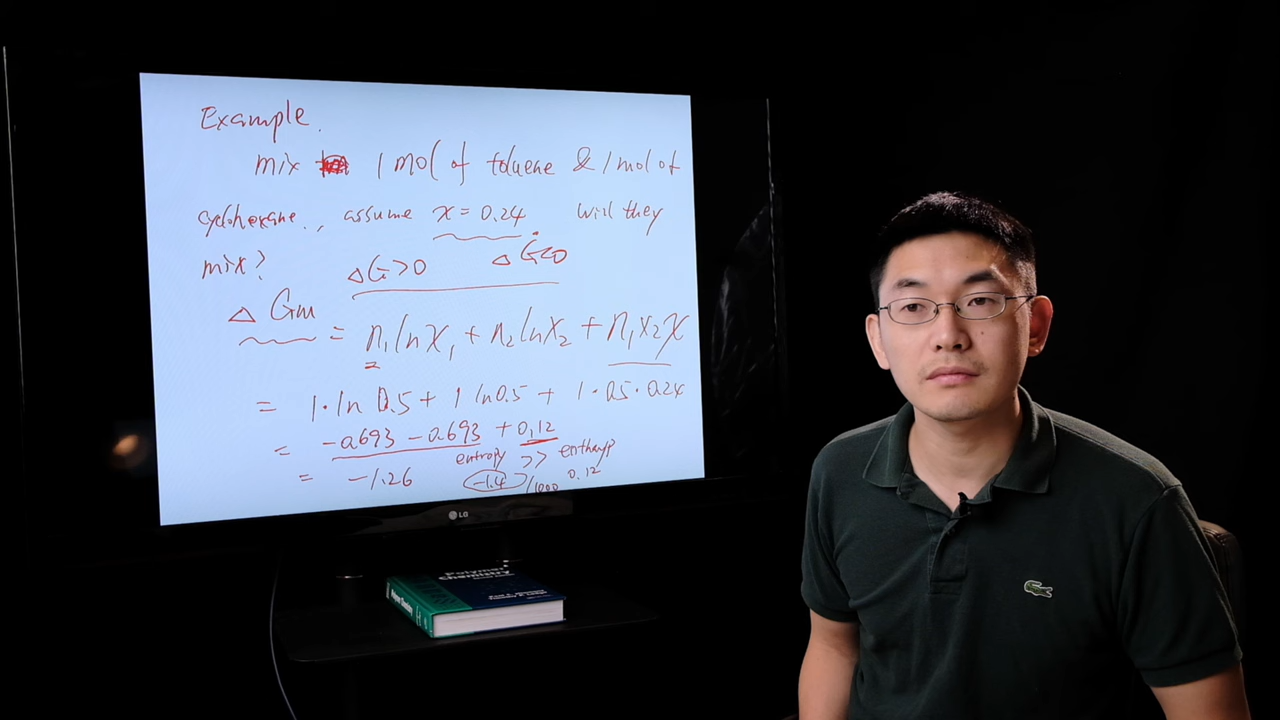 Example.
mix 1 mol of toluene & 1 mol of
cyclohexane., assume χ = 0.24 will they
mix?
ΔG>0 ΔG<0
ΔGm = n₁lnX₁ + n₂lnX₂ + n₁x₂χ
= 1·ln 0.5 + 1 ln0.5 + 1·0.5·0.24
= -0.693 - 0.693 + 0.12
entropy >> enthalpy
= -1.26 -1.4 /1000 0.12
LG
Polymer
Chemistry